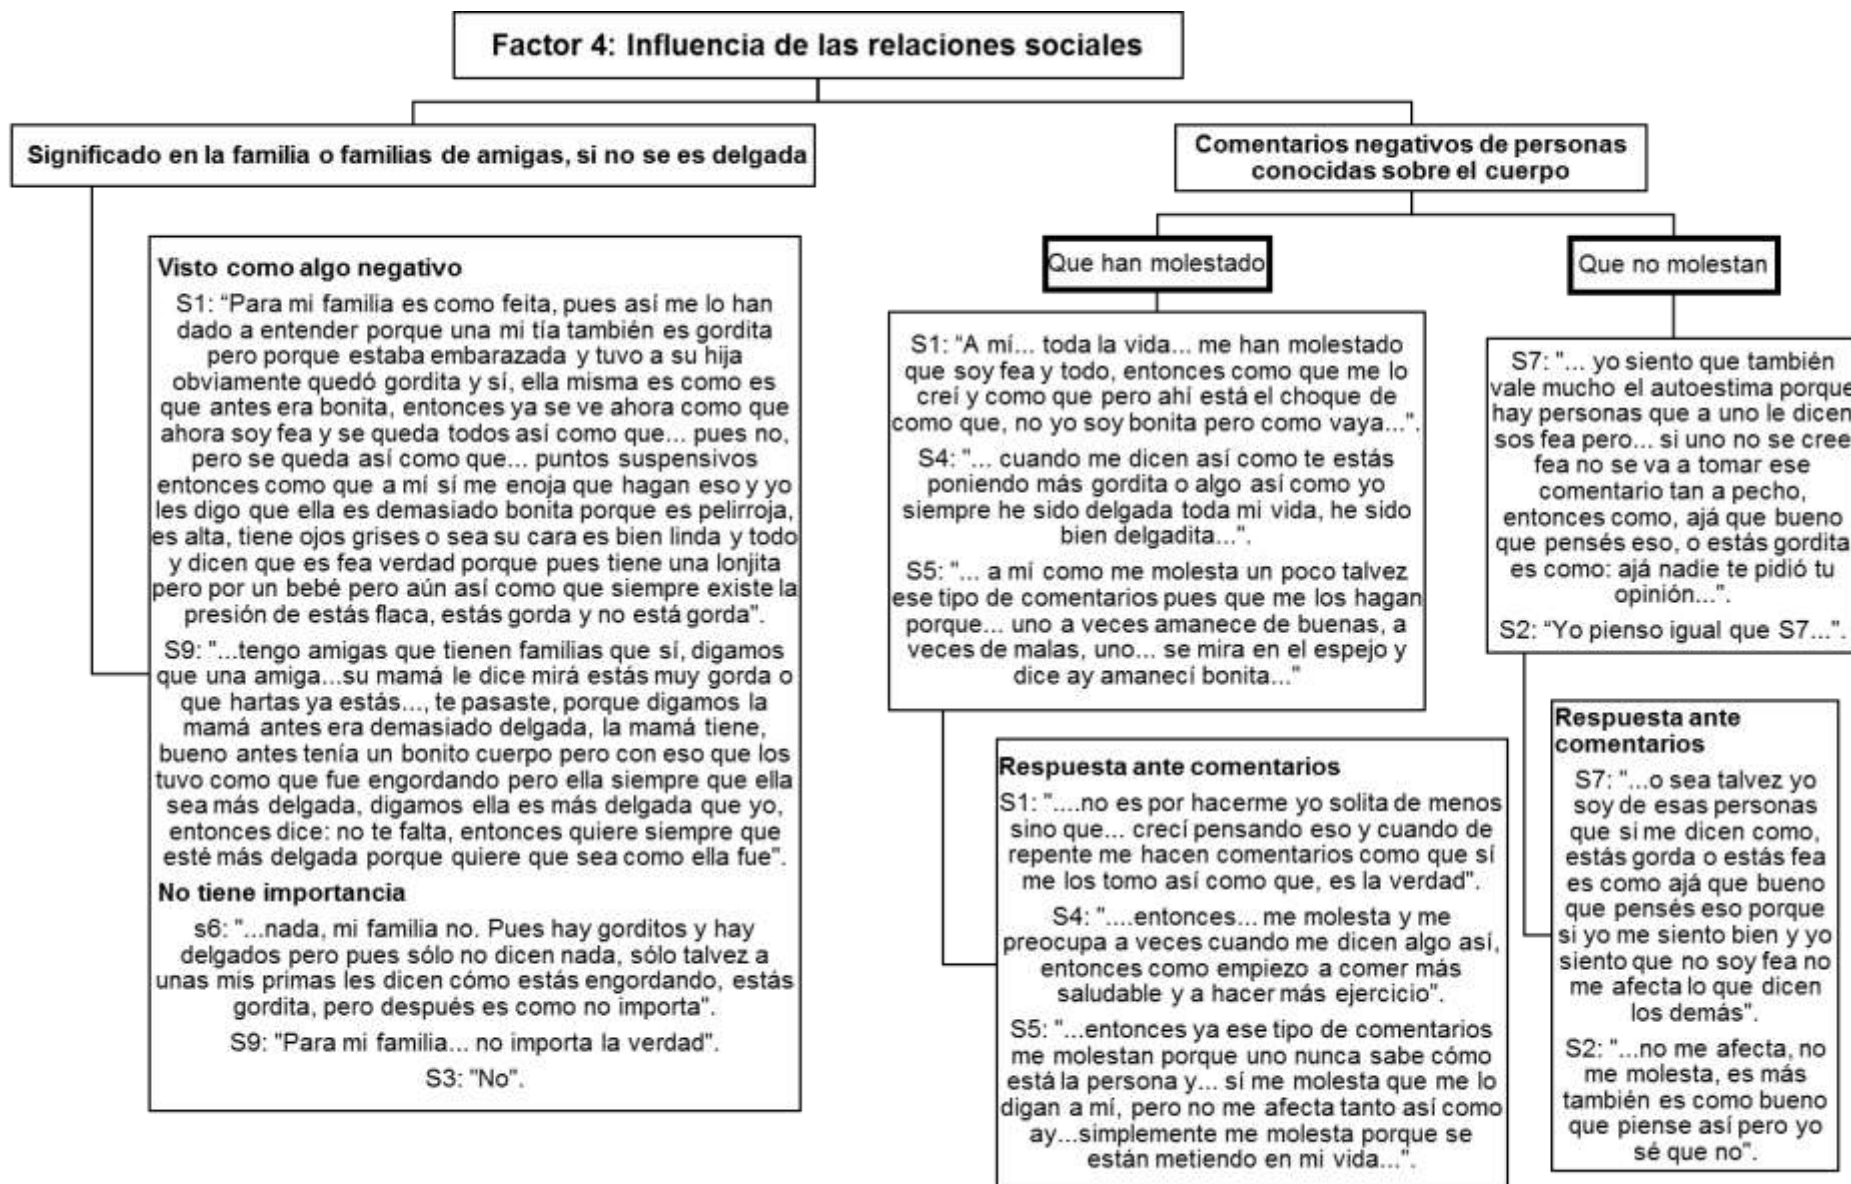 Factor 4: Influencia de las relaciones sociales
Significado en la familia o familias de amigas, si no se es delgada
Visto como algo negativo
S1: “Para mi familia es como feita, pues así me lo han
dado a entender porque una mi tía también es gordita
pero porque estaba embarazada y tuvo a su hija
obviamente quedó gordita y sí, ella misma es como es
que antes era bonita, entonces ya se ve ahora como que
ahora soy fea y se queda todos así como que... pues no,
pero se queda así como que... puntos suspensivos
entonces como que a mí sí me enoja que hagan eso y yo
les digo que ella es demasiado bonita porque es pelirroja,
es alta, tiene ojos grises o sea su cara es bien linda y todo
y dicen que es fea verdad porque pues tiene una lonjita
pero por un bebé pero aún así como que siempre existe la
presión de estás flaca, estás gorda y no está gorda".
S9: "...tengo amigas que tienen familias que sí, digamos
que una amiga...su mamá le dice mirá estás muy gorda o
que hartas ya estás..., te pasaste, porque digamos la
mamá antes era demasiado delgada, la mamá tiene,
bueno antes tenía un bonito cuerpo pero con eso que los
tuvo como que fue engordando pero ella siempre que ella
sea más delgada, digamos ella es más delgada que yo,
entonces dice: no te falta, entonces quiere siempre que
esté más delgada porque quiere que sea como ella fue".
No tiene importancia
s6: "...nada, mi familia no. Pues hay gorditos y hay
delgados pero pues sólo no dicen nada, sólo talvez a
unas mis primas les dicen cómo estás engordando, estás
gordita, pero después es como no importa".
S9: "Para mi familia... no importa la verdad".
S3: "No".
Comentarios negativos de personas
conocidas sobre el cuerpo
Que han molestado
S1: "A mí... toda la vida... me han molestado
que soy fea y todo, entonces como que me lo
creí y como que pero ahí está el choque de
como que, no yo soy bonita pero como vaya...".
S4: "... cuando me dicen así como te estás
poniendo más gordita o algo así como yo
siempre he sido delgada toda mi vida, he sido
bien delgadita...".
S5: "... a mí como me molesta un poco talvez
ese tipo de comentarios pues que me los hagan
porque... uno a veces amanece de buenas, a
veces de malas, uno... se mira en el espejo y
dice ay amanecí bonita..."
Respuesta ante comentarios
S1: "....no es por hacerme yo solita de menos
sino que... crecí pensando eso y cuando de
repente me hacen comentarios como que sí
me los tomo así como que, es la verdad".
S4: "....entonces... me molesta y me
preocupa a veces cuando me dicen algo así,
entonces como empiezo a comer más
saludable y a hacer más ejercicio".
S5: "...entonces ya ese tipo de comentarios
me molestan porque uno nunca sabe cómo
está la persona y... sí me molesta que me lo
digan a mí, pero no me afecta tanto así como
ay...simplemente me molesta porque se
están metiendo en mi vida...".
Que no molestan
S7: "... yo siento que también
vale mucho el autoestima porque
hay personas que a uno le dicen
sos fea pero... si uno no se cree
fea no se va a tomar ese
comentario tan a pecho,
entonces como, ajá que bueno
que pensés eso, o estás gordita
es como: ajá nadie te pidió tu
opinión...".
S2: “Yo pienso igual que S7...".
Respuesta ante
comentarios
S7: "...o sea talvez yo
soy de esas personas
que si me dicen como,
estás gorda o estás fea
es como ajá que bueno
que pensés eso porque
si yo me siento bien y yo
siento que no soy fea no
me afecta lo que dicen
los demás".
S2: "...no me afecta, no
me molesta, es más
también es como bueno
que piense así pero yo
sé que no".